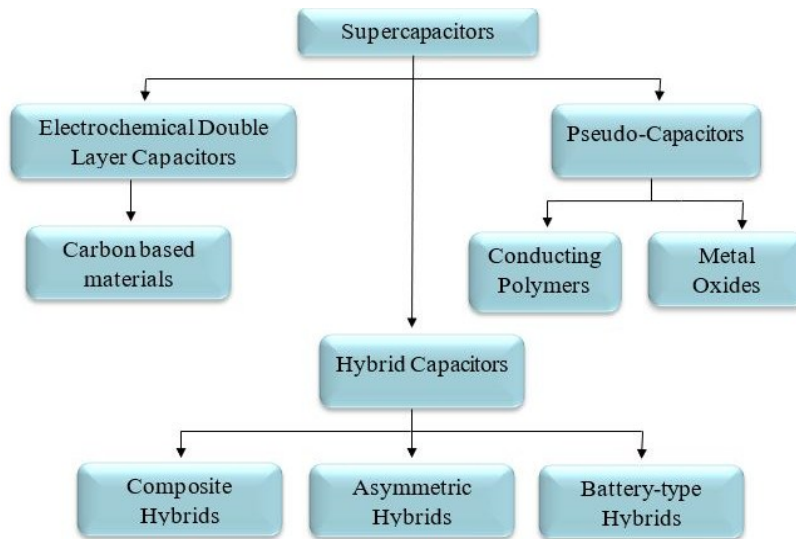 Supercapacitors
Electrochemical Double
Layer Capacitors
Pseudo-Capacitors
Carbon based
materials
Conducting
Polymers
Metal
Oxides
Hybrid Capacitors
Composite
Hybrids
Asymmetric
Hybrids
Battery-type
Hybrids